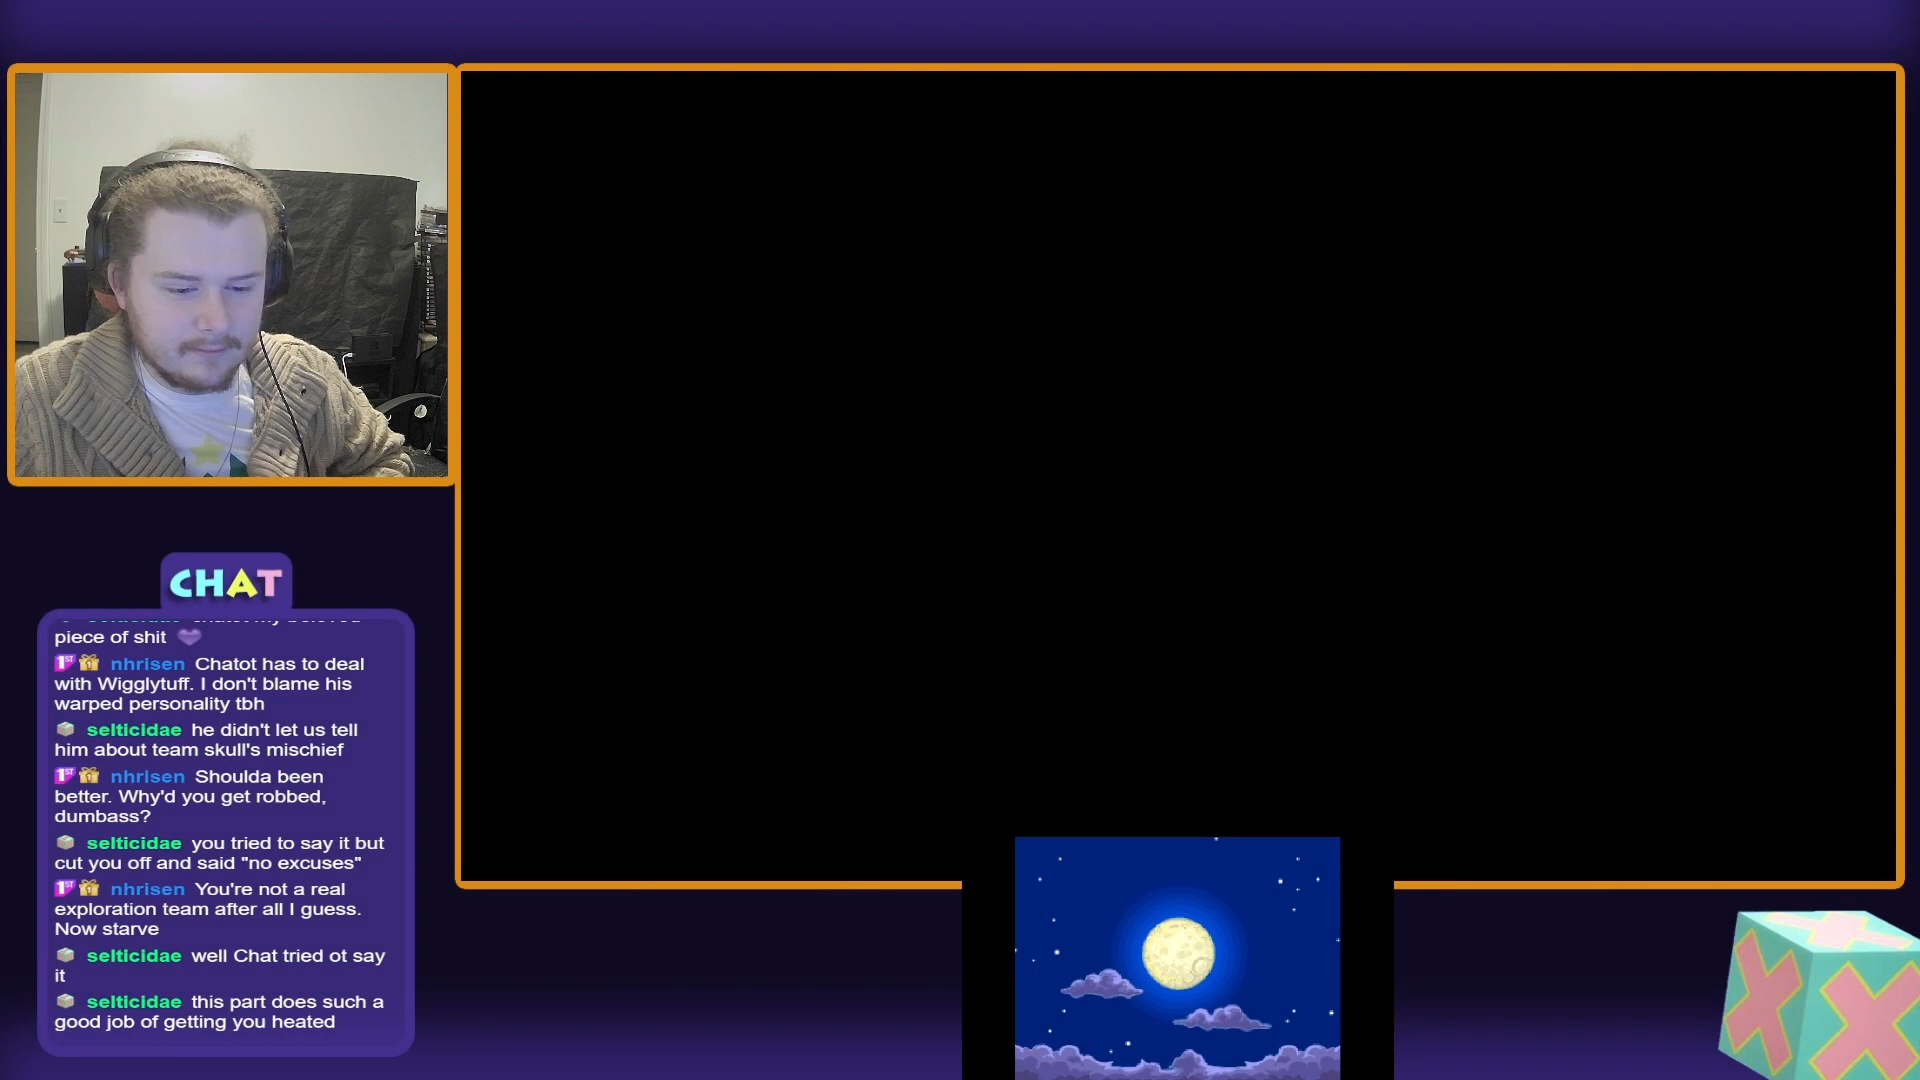 CHAT
piece of shit
1ST nhrisen Chatot has to deal
with Wigglytuff. I don't blame his
warped personality tbh
selticidae he didn't let us tell
him about team skull's mischief
1ST nhrisen Shoulda been
better. Why'd you get robbed,
dumbass?
selticidae you tried to say it but
cut you off and said "no excuses"
1ST nhrisen You're not a real
exploration team after all I guess.
Now starve
selticidae well Chat tried ot say
it
selticidae this part does such a
good job of getting you heated